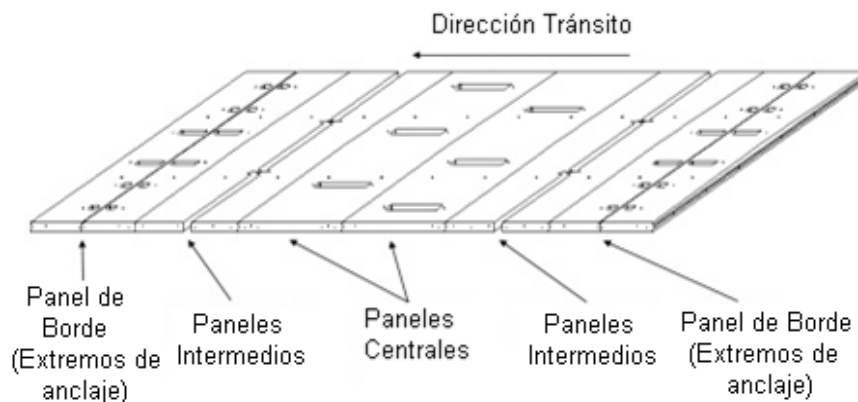 Dirección Tránsito
Panel de
Borde
(Extremos de
anclaje)
Paneles
Intermedios
Paneles
Centrales
Paneles
Intermedios
Panel de Borde
(Extremos de
anclaje)